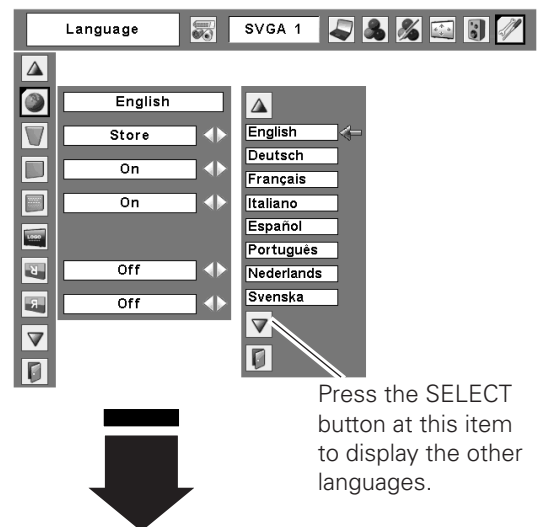 Language
SVGA 1
English
Store
On
On
LOGO
Off
Off
English
Deutsch
Français
Italiano
Español
Português
Nederlands
Svenska
Press the SELECT
button at this item
to display the other
languages.